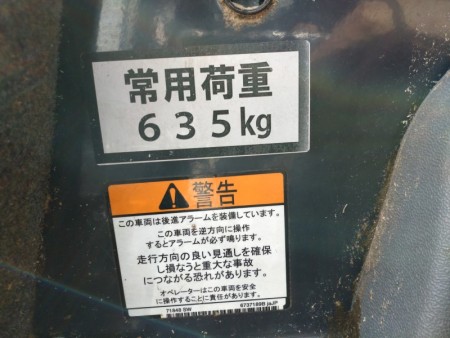 常用荷重
635kg
警告
この車両は後進アラームを装備しています。
この車両を逆方向に操作
するとアラームが必ず鳴ります。
走行方向の良い見通しを確保
し損なうと重大な事故
につながる恐れがあります。
オペレーターはこの車両を安全
に操作することに責任があります。
71848 SW
6737189B jaJP